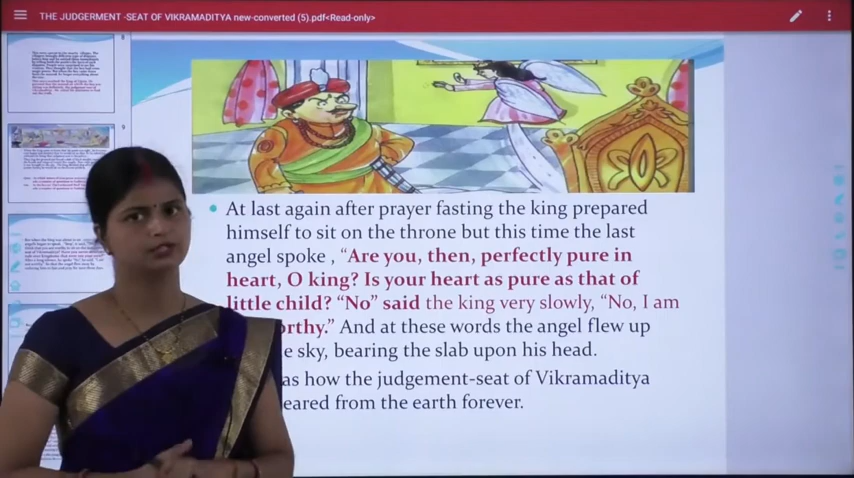 THE JUDGERMENT -SEAT OF VIKRAMADITYA new-converted (5).pdf<Read-only>
• At last again after prayer fasting the king prepared
himself to sit on the throne but this time the last
angel spoke , “Are you, then, perfectly pure in
heart, O king? Is your heart as pure as that of
little child? “No” said the king very slowly, “No, I am
orthy.” And at these words the angel flew up
e sky, bearing the slab upon his head.
as how the judgement-seat of Vikramaditya
eared from the earth forever.
8
9